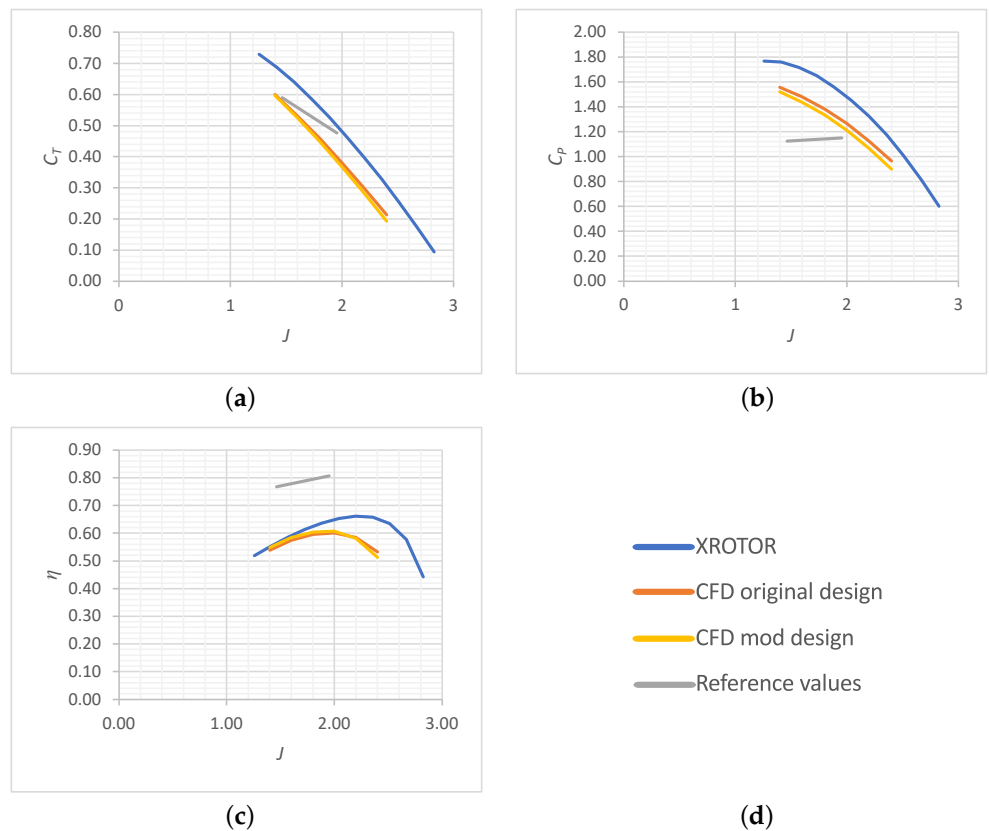 0.80
0.70
0.60
0.50
0.40
0.30
0.20
0.10
0.00
C_T
0 1 2 3
J
(a)
2.00
1.80
1.60
1.40
1.20
1.00
0.80
0.60
0.40
0.20
0.00
C_P
0 1 2 3
J
(b)
0.90
0.80
0.70
0.60
0.50
0.40
0.30
0.20
0.10
0.00
η
0.00 1.00 2.00 3.00
J
(c)
XROTOR
CFD original design
CFD mod design
Reference values
(d)